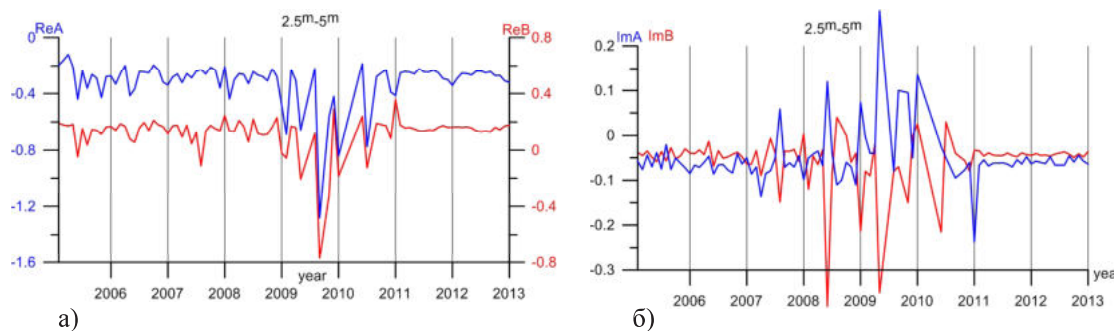 ReA 2.5m-5m ReB
0 0.8
-0.4 0.4
-0.8 0
-1.2 -0.4
-1.6 year -0.8
2006 2007 2008 2009 2010 2011 2012 2013
а)
ImA ImB 2.5m-5m
0.2
0.1
0
-0.1
-0.2
-0.3 year
2006 2007 2008 2009 2010 2011 2012 2013
б)